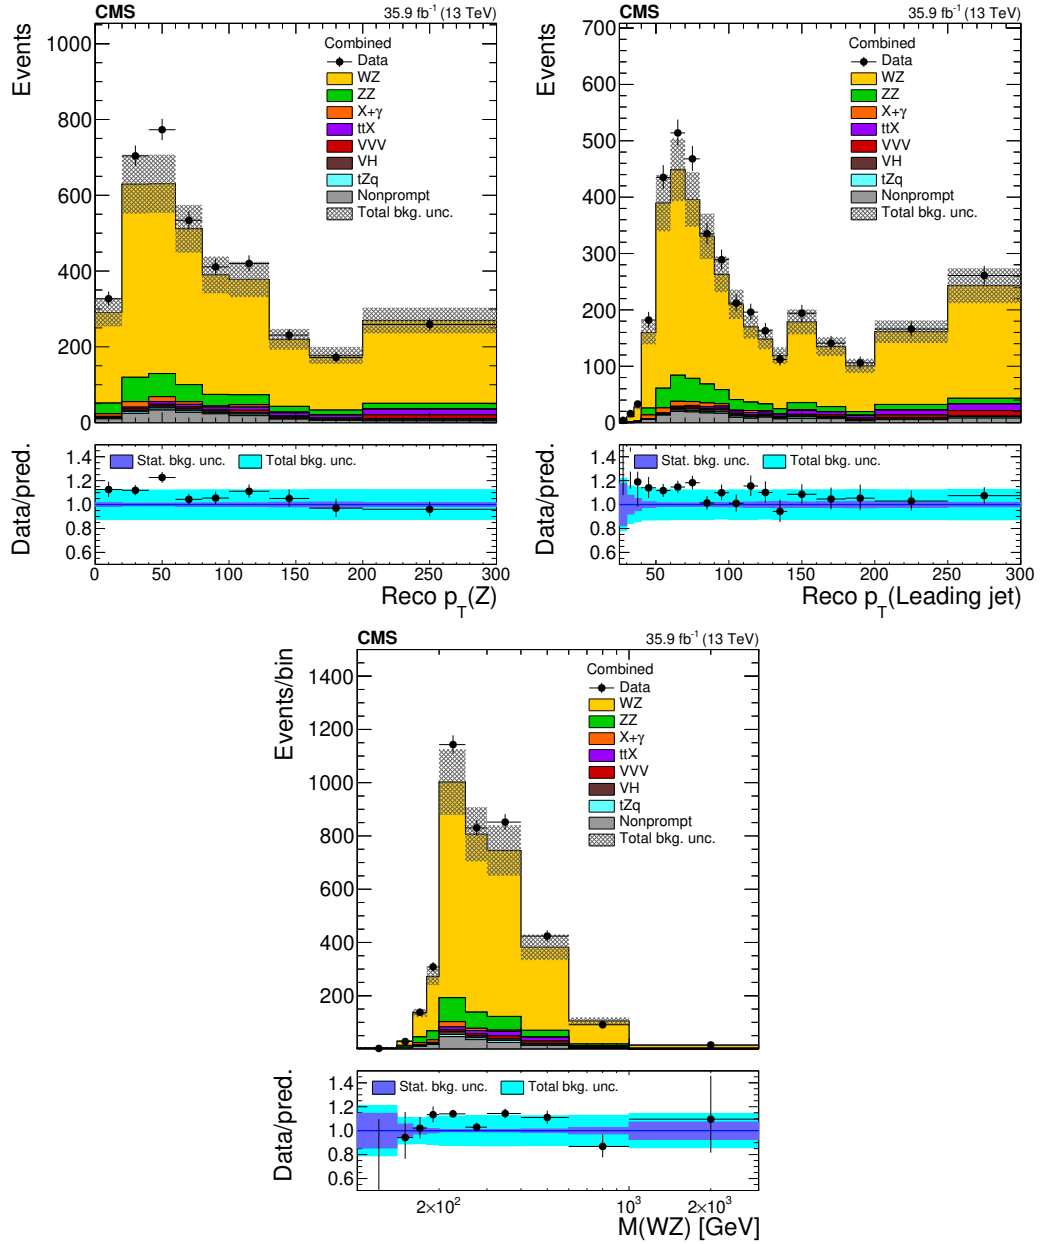 CMS 35.9 fb⁻¹ (13 TeV)
Events
1000
800
600
400
200
0
Combined
Data
WZ
ZZ
X+γ
ttX
VVV
VH
tZq
Nonprompt
Total bkg. unc.
Data/pred.
1.4
1.2
1.0
0.8
0.6
Stat. bkg. unc. Total bkg. unc.
0 50 100 150 200 250 300
Reco p_T(Z)
CMS 35.9 fb⁻¹ (13 TeV)
Events
700
600
500
400
300
200
100
0
Combined
Data
WZ
ZZ
X+γ
ttX
VVV
VH
tZq
Nonprompt
Total bkg. unc.
Data/pred.
1.4
1.2
1.0
0.8
0.6
Stat. bkg. unc. Total bkg. unc.
50 100 150 200 250 300
Reco p_T(Leading jet)
CMS 35.9 fb⁻¹ (13 TeV)
Events/bin
1400
1200
1000
800
600
400
200
Combined
Data
WZ
ZZ
X+γ
ttX
VVV
VH
tZq
Nonprompt
Total bkg. unc.
Data/pred.
1.4
1.2
1.0
0.8
0.6
Stat. bkg. unc. Total bkg. unc.
2×10² 10³ 2×10³
M(WZ) [GeV]